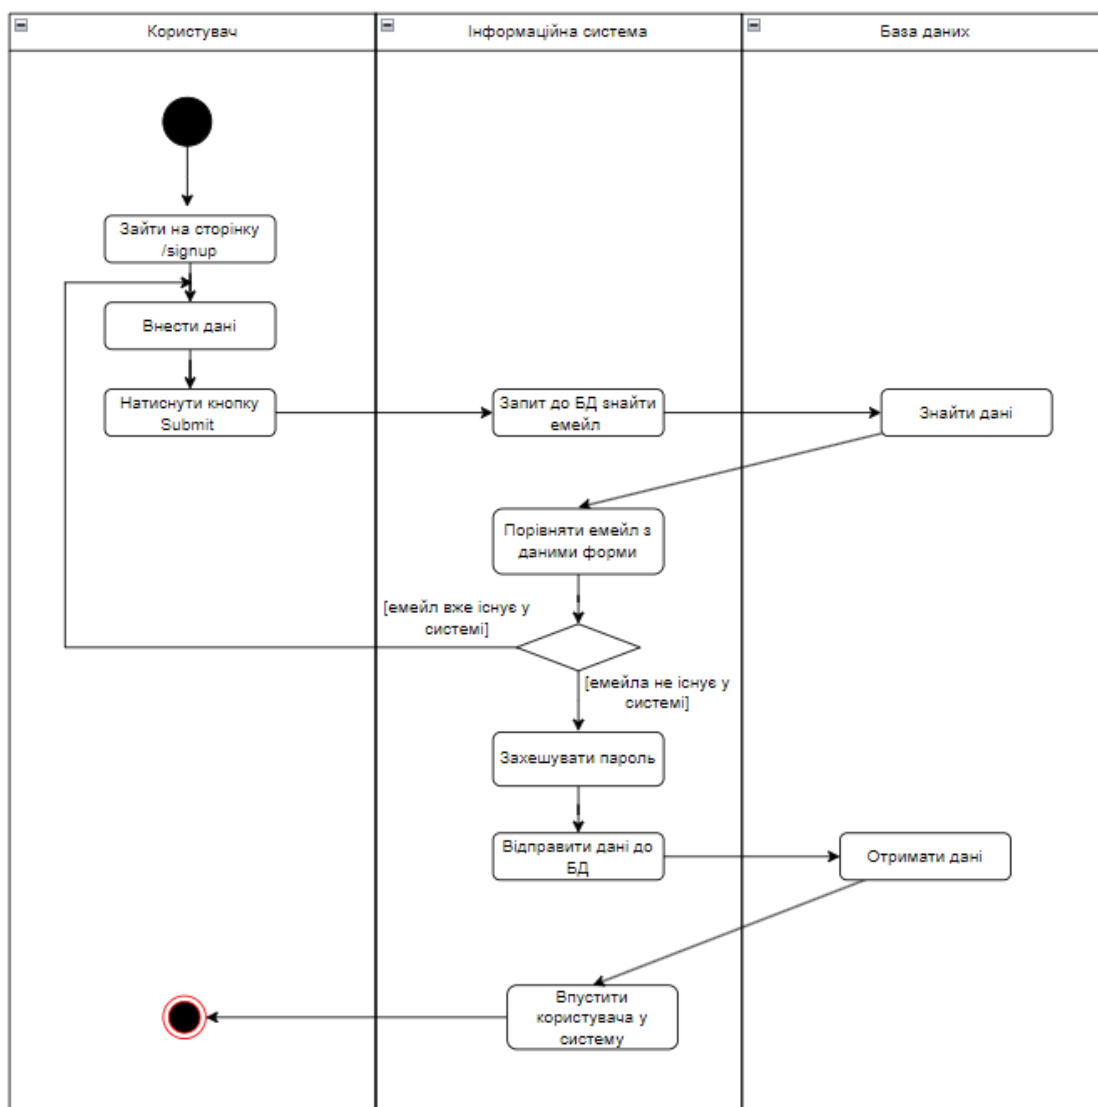 Користувач
Інформаційна система
База даних
Зайти на сторінку
/signup
Внести дані
Натиснути кнопку
Submit
Запит до БД знайти
емейл
Знайти дані
Порівняти емейл з
даними форми
[емейл вже існує у
системі]
[емейла не існує у
системі]
Захешувати пароль
Відправити дані до
БД
Отримати дані
Впустити
користувача у
систему